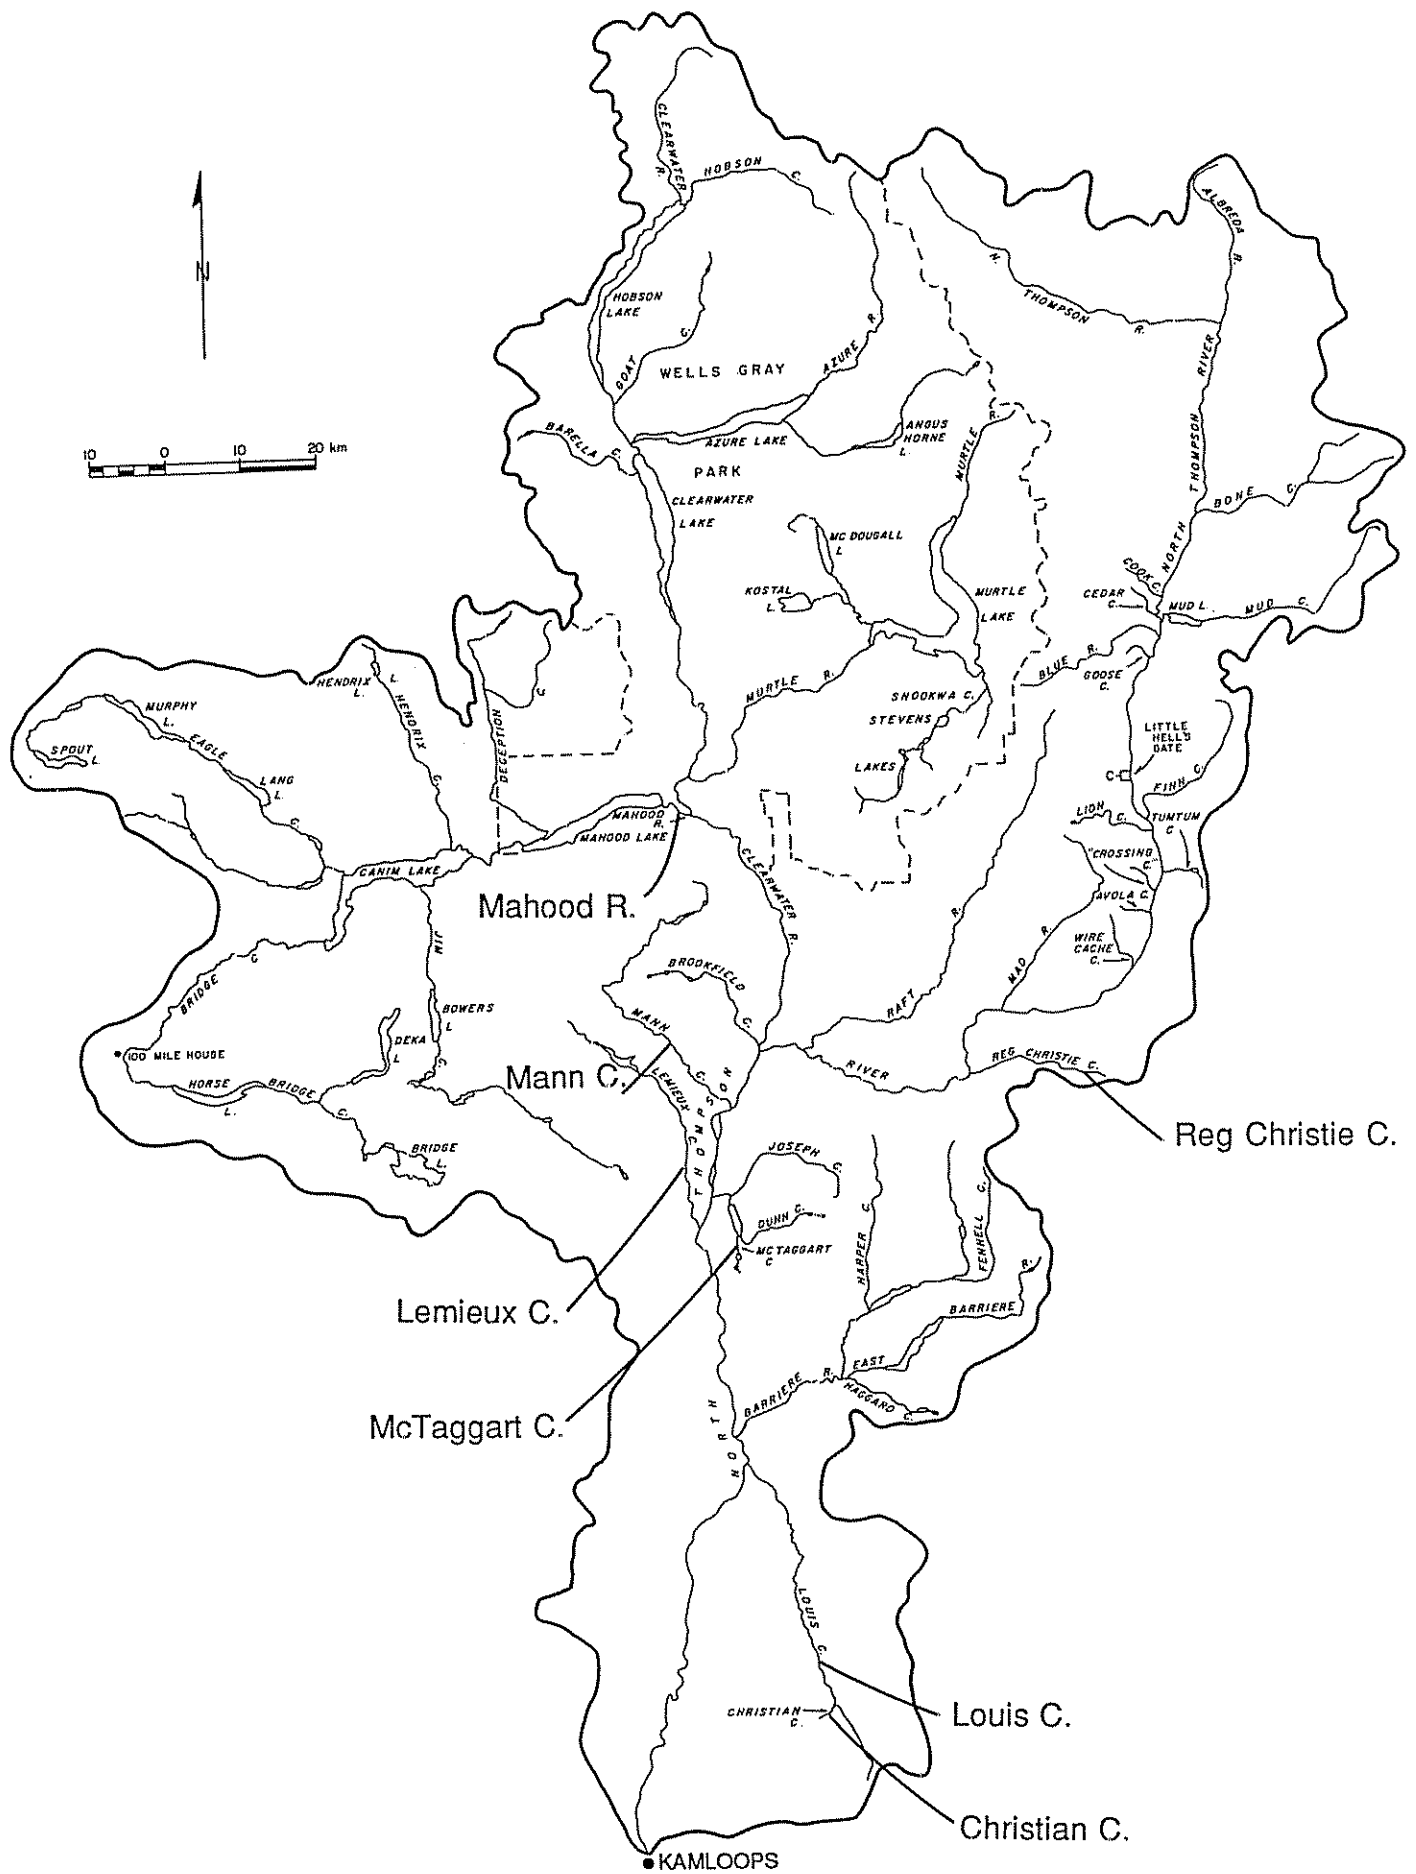 CLEARWATER R.
HOBSON C.
ALBREDA R.
N
N. THOMPSON R.
HOBSON
LAKE
GOAT C.
WELLS GRAY
AZURE R.
RIVER
BARELLA C.
AZURE LAKE
ANGUS
HORNE
L.
MURTLE R.
10 0 10 20 km
PARK
CLEARWATER
LAKE
THOMPSON
BONE C.
MC DOUGALL
L
NORTH
COOK C.
KOSTAL
L.
MURTLE
LAKE
CEDAR
C.
MUD L.
MUD C.
BLUE R.
GOOSE
C.
HENDRIX
L.
L
HENDRIX C.
C.
MURTLE R.
SNOOKWA C.
STEVENS
LAKES
MURPHY
L.
EAGLE
SPOUT
L.
LANG
L.
C.
DECEPTION
LITTLE
HELL'S
GATE
C
FINN C.
LION C.
TUMTUM
C
MAHOOD
R.
MAHOOD LAKE
CANIM LAKE
CLEARWATER R.
"CROSSING"
C.
AVOLA C.
Mahood R.
JIM
WIRE
CACHE
C.
MAD R.
BRIDGE C
BROOKFIELD C.
RAFT R.
BOWERS
L
C.
DEKA
L
MANN C.
100 MILE HOUSE
HORSE
L.
BRIDGE C.
Mann C.
LEMIEUX C.
RIVER
REG CHRISTIE C.
Reg Christie C.
BRIDGE
L.
THOMPSON
JOSEPH C.
DUNN C.
MC TAGGART
C
HARPER C.
FENNELL C.
BARRIERE R.
Lemieux C.
EAST
BARRIERE R.
HAGGARD C.
McTaggart C.
NORTH
LOUIS C.
CHRISTIAN
C.
Louis C.
Christian C.
KAMLOOPS